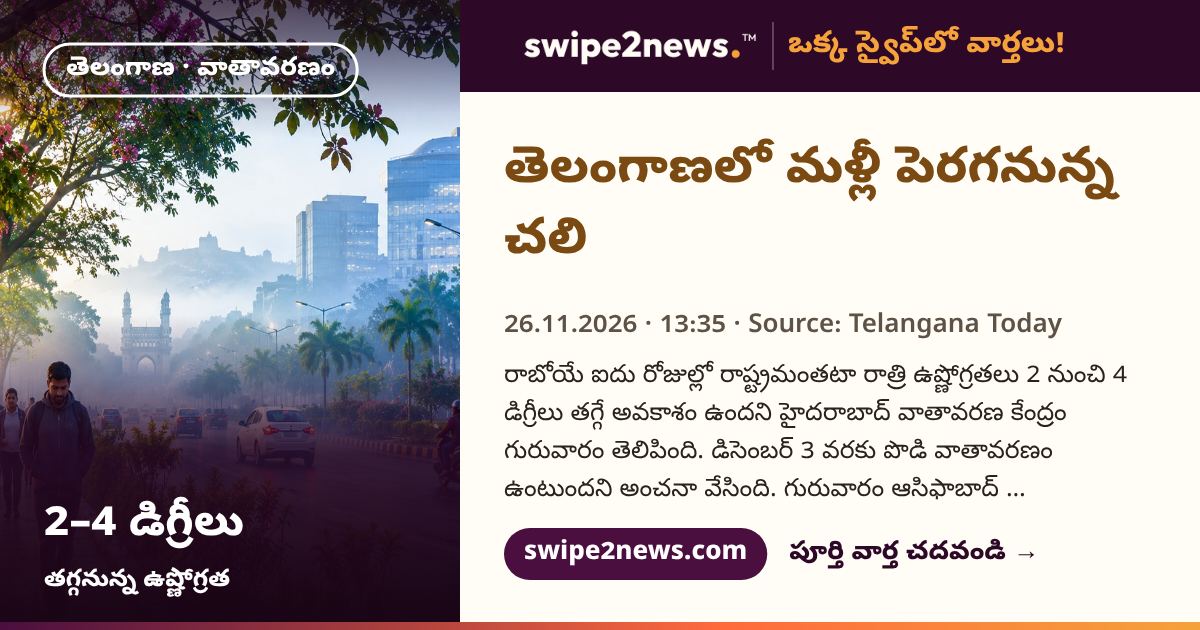 తెలంగాణ · వాతావరణం
2–4 డిగ్రీలు
తగ్గనున్న ఉష్ణోగ్రత
swipe2news.™
ఒక్క స్వైప్‌లో వార్తలు!
తెలంగాణలో మళ్లీ పెరగనున్న
చలి
26.11.2026 · 13:35 · Source: Telangana Today
రాబోయే ఐదు రోజుల్లో రాష్ట్రమంతటా రాత్రి ఉష్ణోగ్రతలు 2 నుంచి 4
డిగ్రీలు తగ్గే అవకాశం ఉందని హైదరాబాద్ వాతావరణ కేంద్రం
గురువారం తెలిపింది. డిసెంబర్ 3 వరకు పొడి వాతావరణం
ఉంటుందని అంచనా వేసింది. గురువారం ఆసిఫాబాద్ ...
swipe2news.com
పూర్తి వార్త చదవండి →